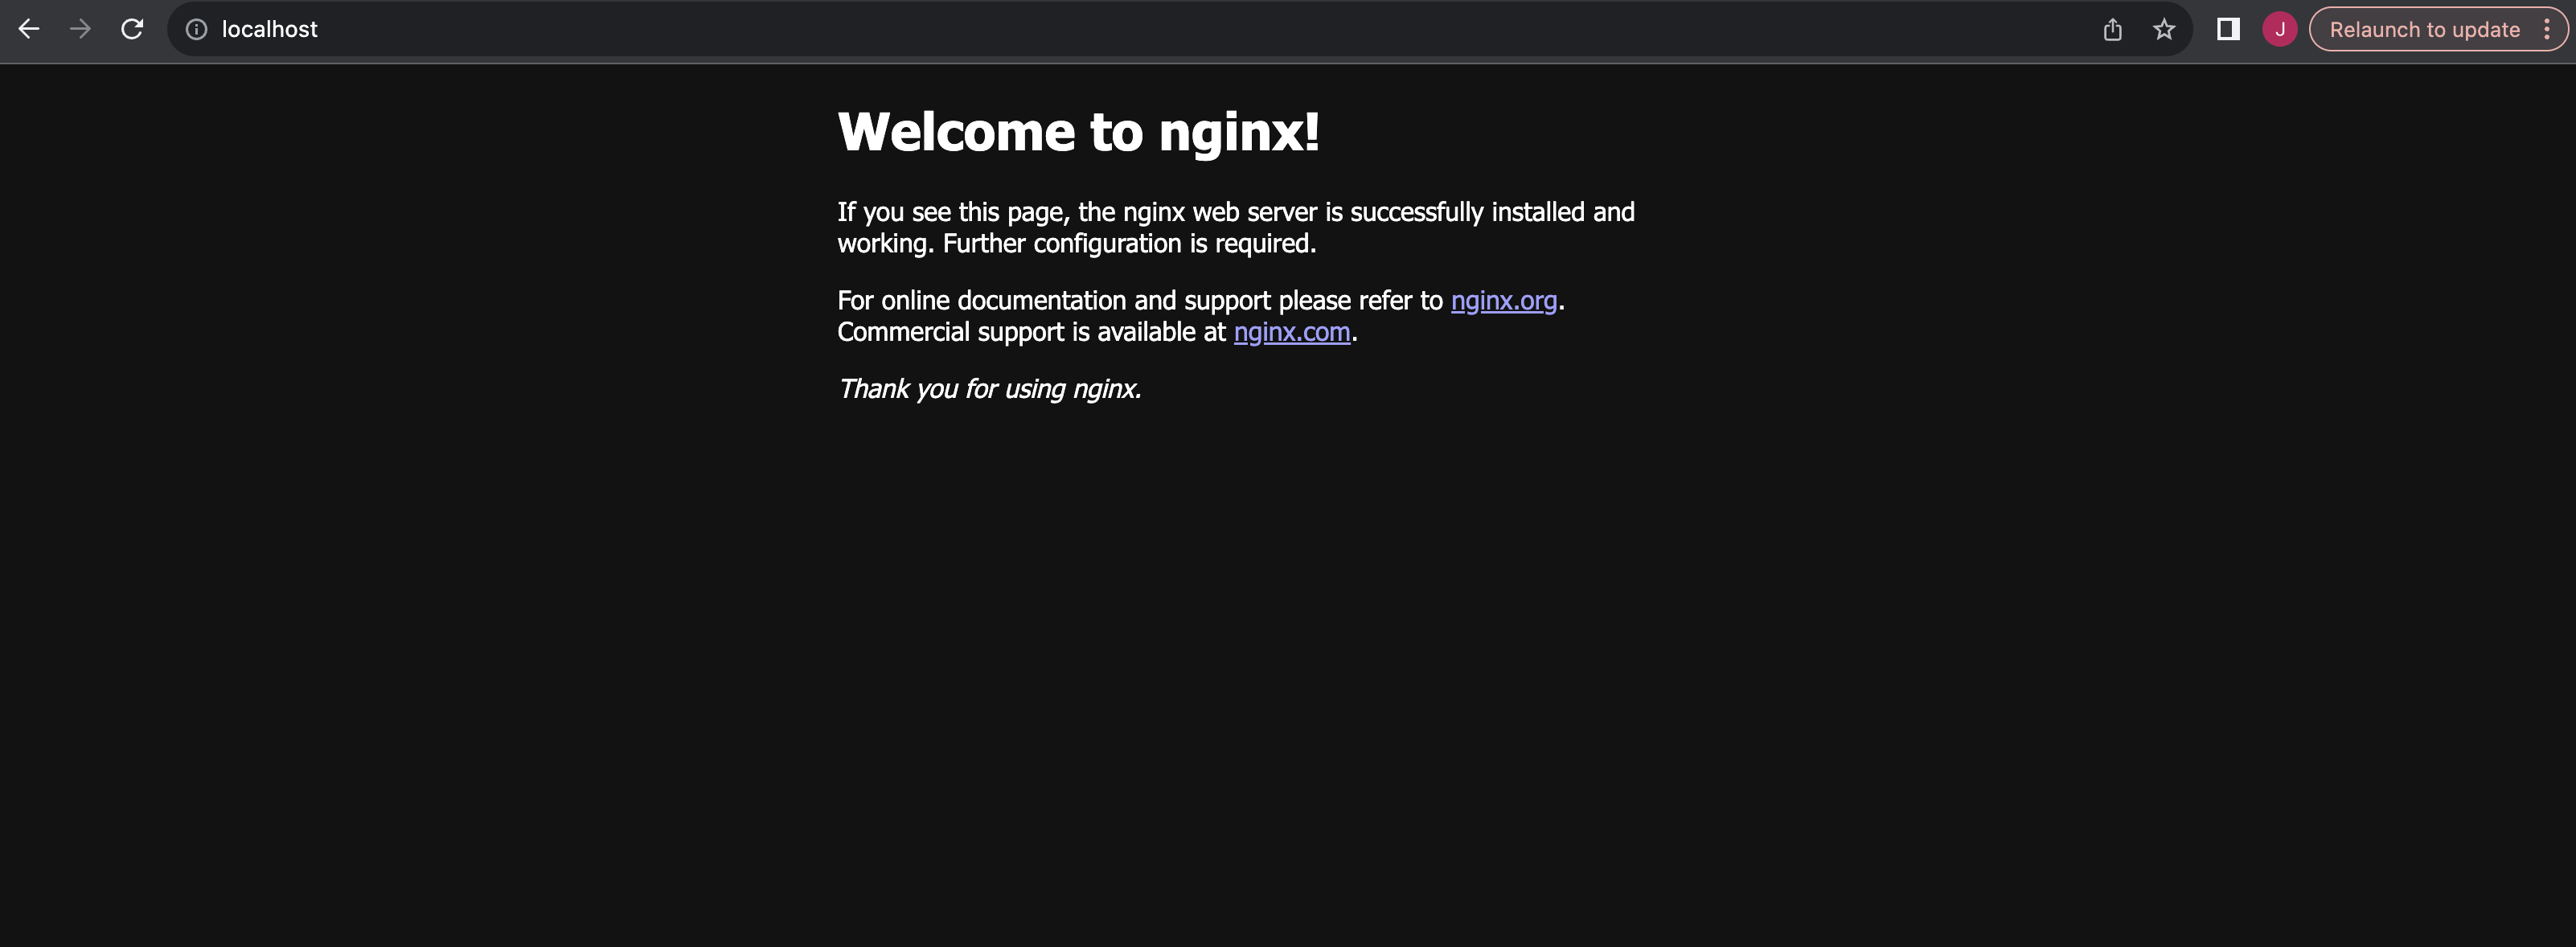 localhost
J
Relaunch to update
Welcome to nginx!
If you see this page, the nginx web server is successfully installed and
working. Further configuration is required.
For online documentation and support please refer to nginx.org.
Commercial support is available at nginx.com.
Thank you for using nginx.